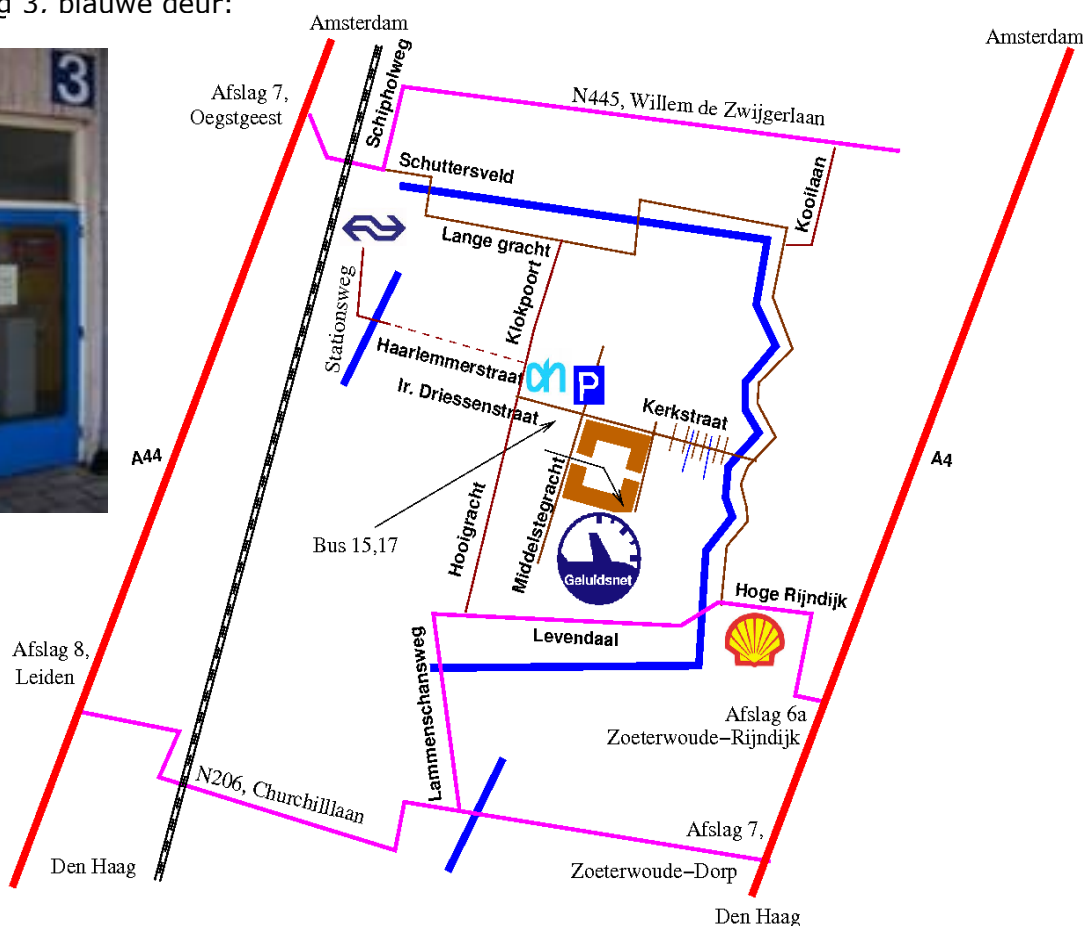 3, blauwe deur:
3
Amsterdam
Amsterdam
Afslag 7,
Oegstgeest
Schipholweg
N445, Willem de Zwijgerlaan
Schuttersveld
Kooilaan
Lange gracht
Klokpoort
Stationsweg
Haarlemmerstraat
ah
P
Ir. Driessenstraat
Kerkstraat
A44
A4
Middelstegracht
Hooigracht
Bus 15,17
Geluidsnet
Hoge Rijndijk
Levendaal
Lammenschansweg
Afslag 8,
Leiden
Afslag 6a
Zoeterwoude-Rijndijk
N206, Churchilllaan
Afslag 7,
Zoeterwoude-Dorp
Den Haag
Den Haag